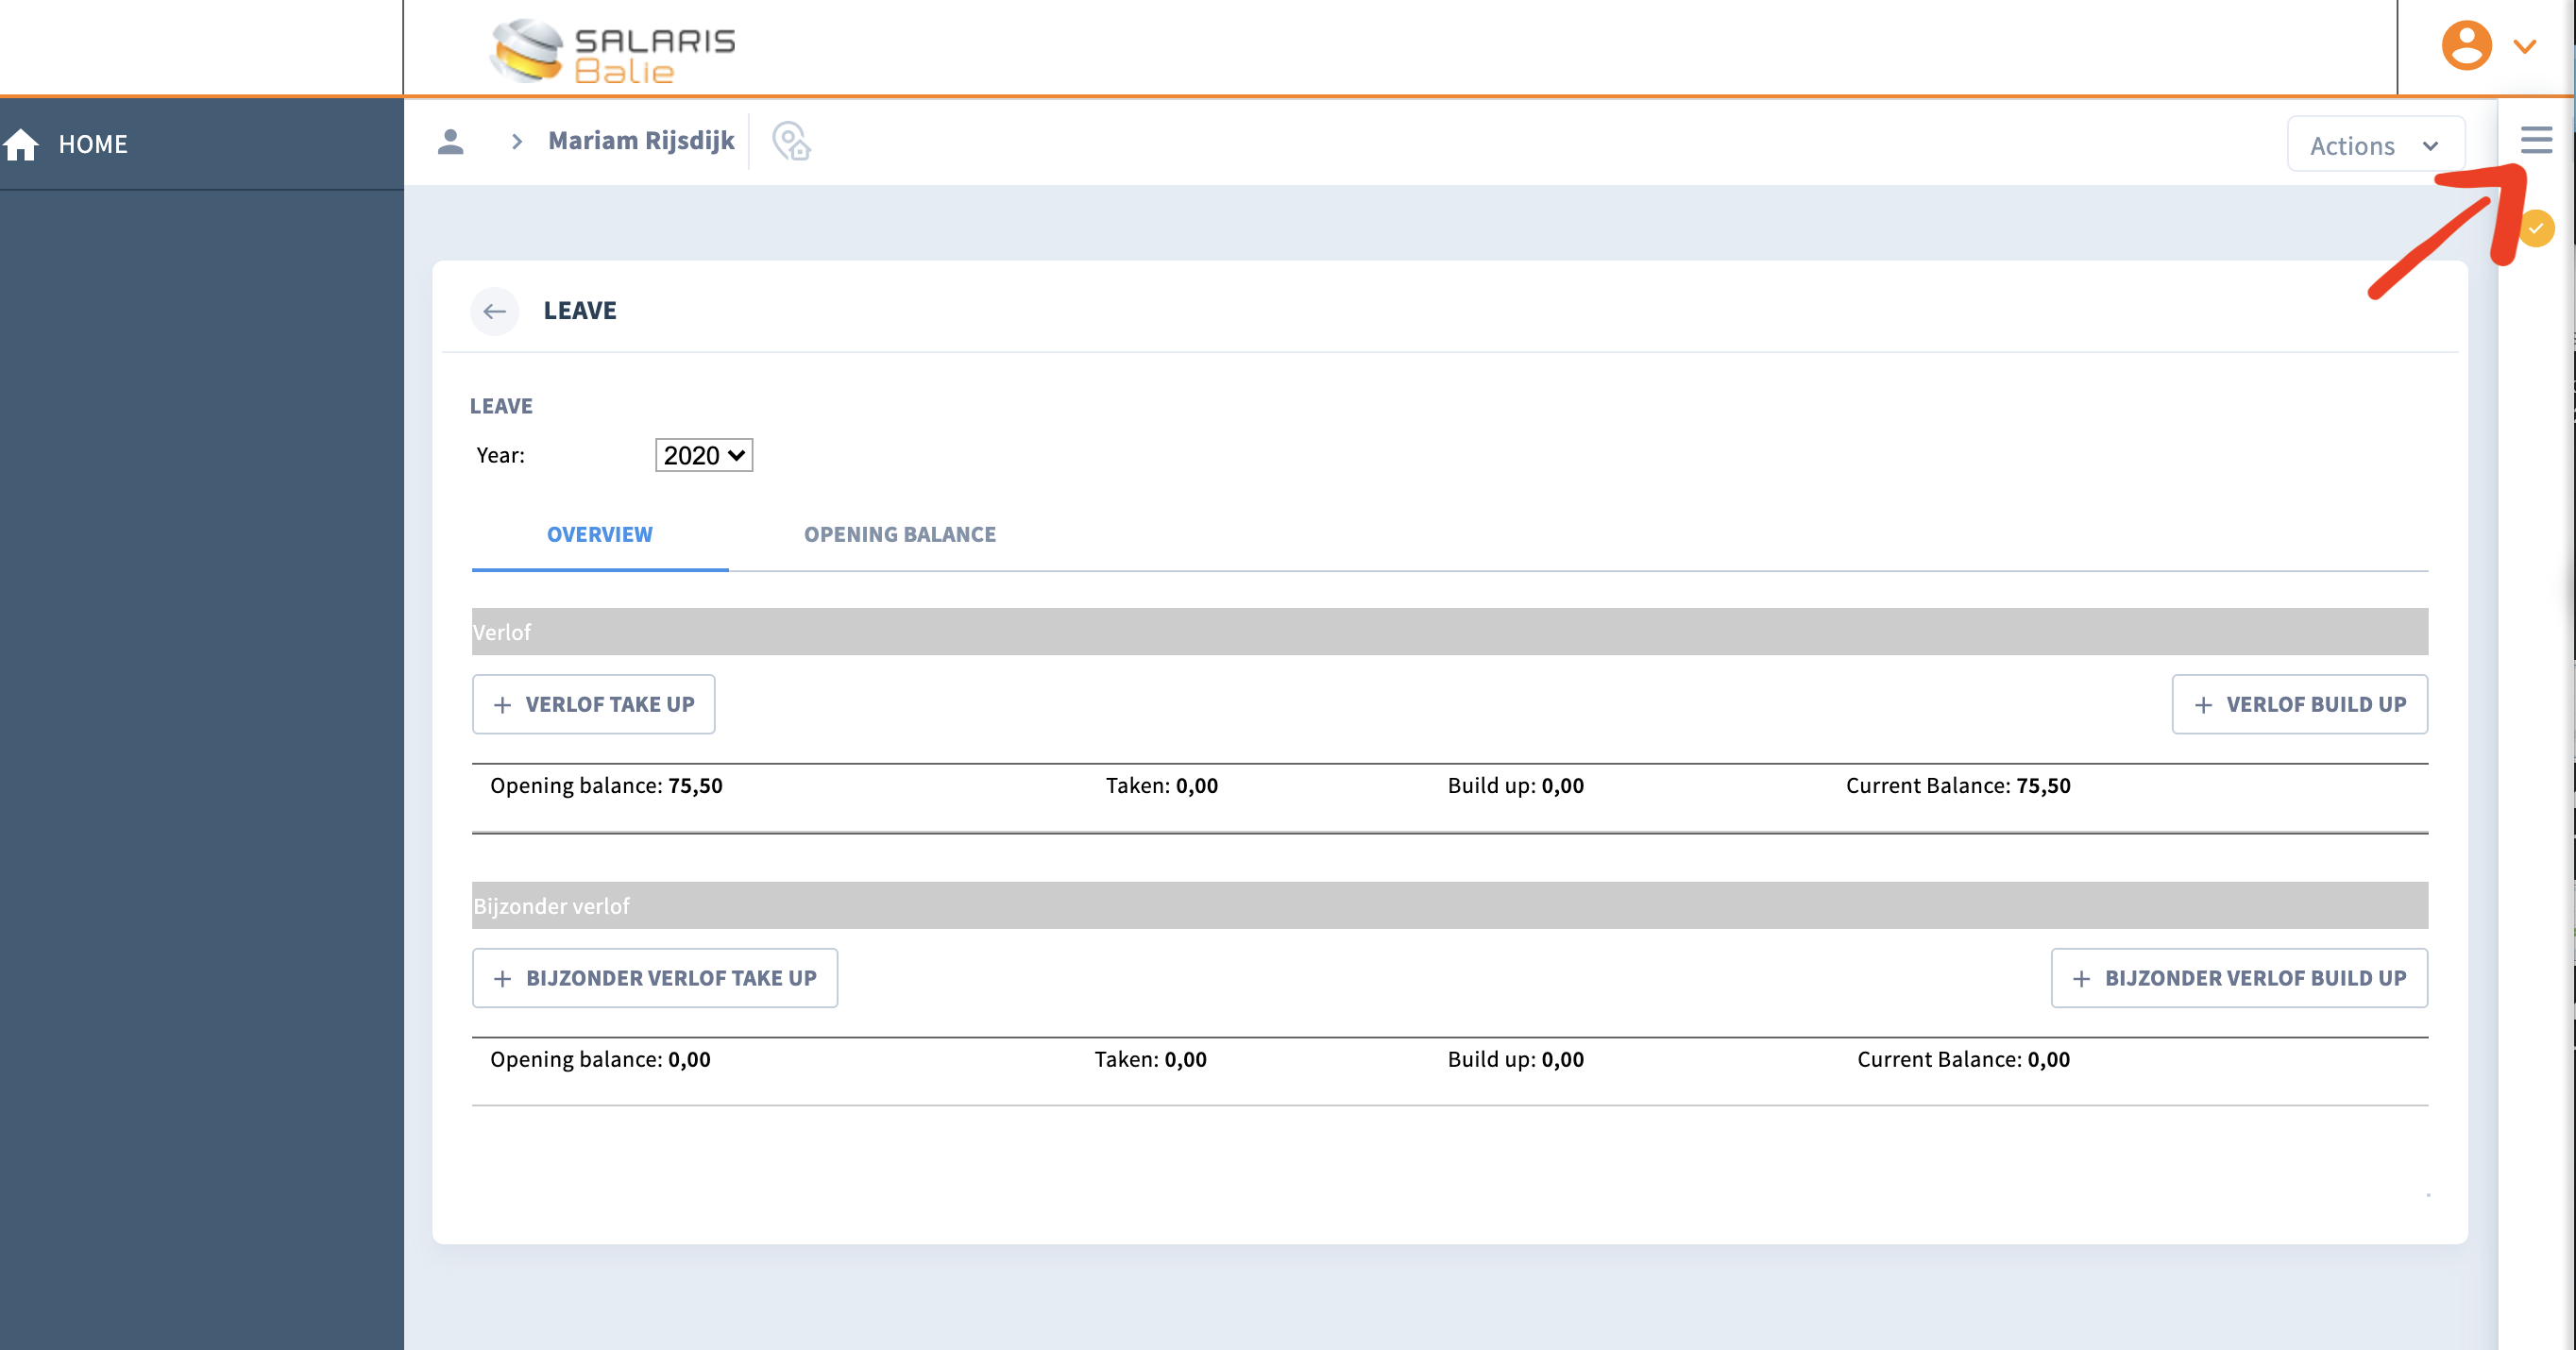 SALARIS
Balie
HOME
Mariam Rijsdijk
Actions
LEAVE
LEAVE
Year: 2020
OVERVIEW OPENING BALANCE
Verlof
+ VERLOF TAKE UP + VERLOF BUILD UP
Opening balance: 75,50 Taken: 0,00 Build up: 0,00 Current Balance: 75,50
Bijzonder verlof
+ BIJZONDER VERLOF TAKE UP + BIJZONDER VERLOF BUILD UP
Opening balance: 0,00 Taken: 0,00 Build up: 0,00 Current Balance: 0,00